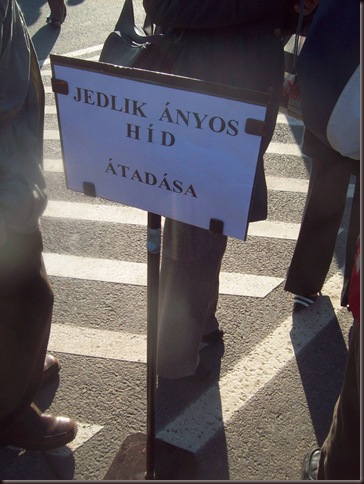 JEDLIK ÁNYOS
HÍD
ÁTADÁSA